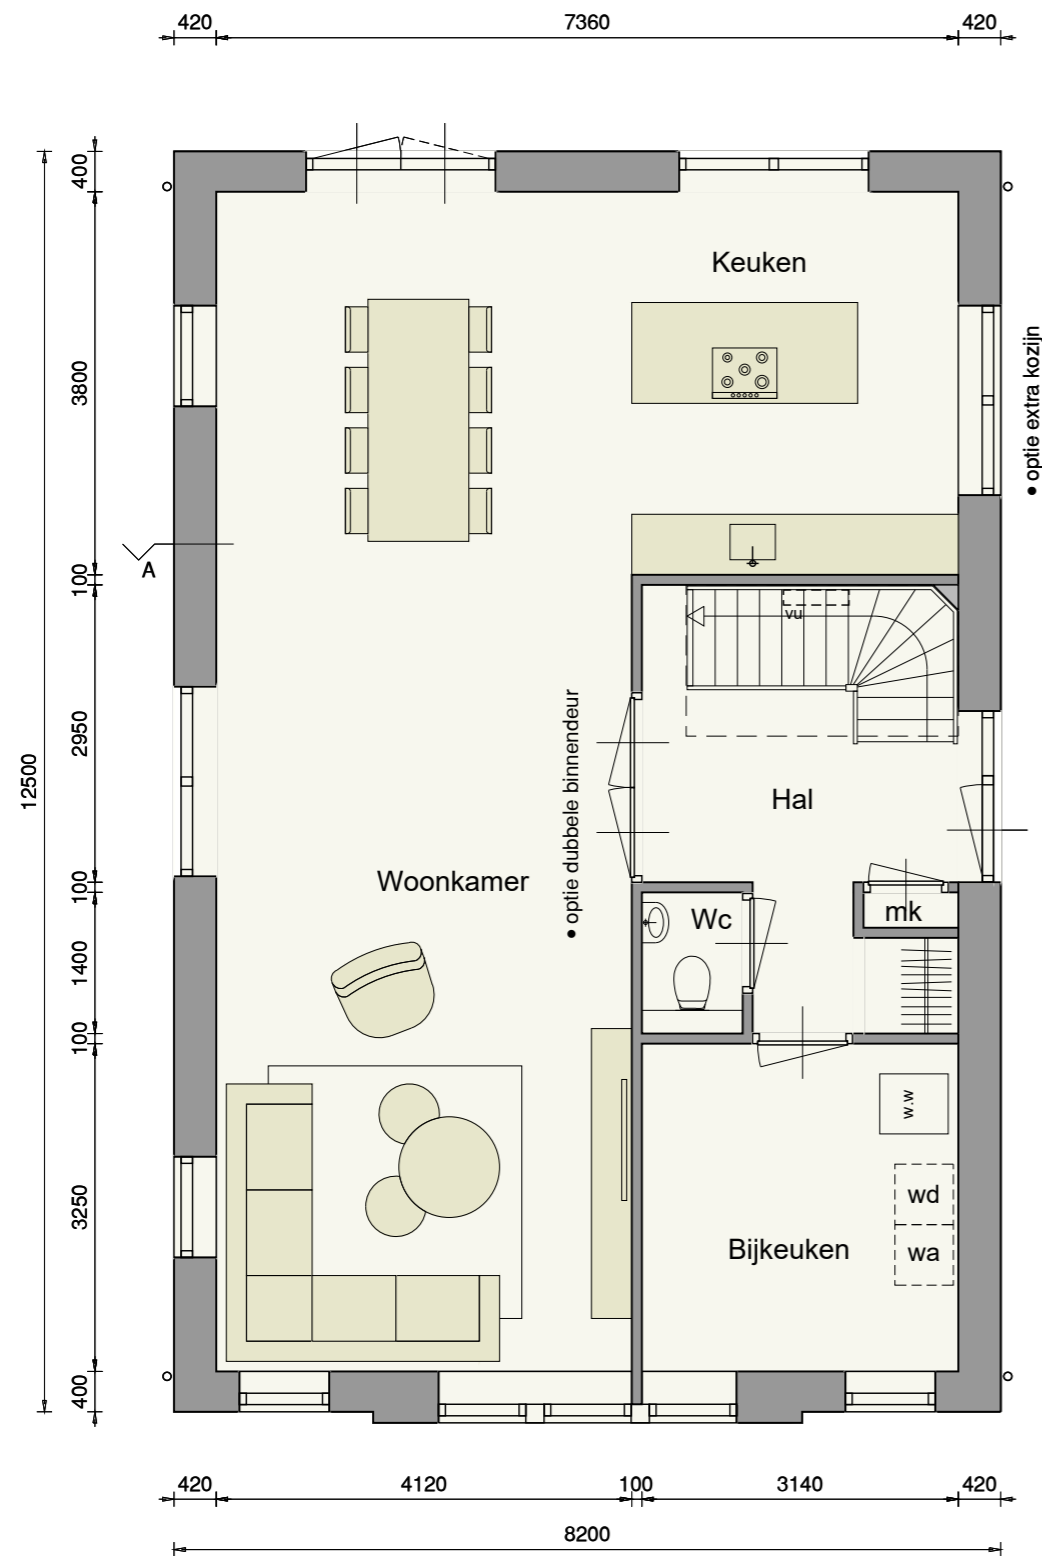 420 7360 420
400
Keuken
3800
• optie extra kozijn
A
100
vu
2950
12500
• optie dubbele binnendeur
Hal
Woonkamer
100
Wc
mk
1400
100
w.w
wd
3250
wa
Bijkeuken
400
420 4120 100 3140 420
8200